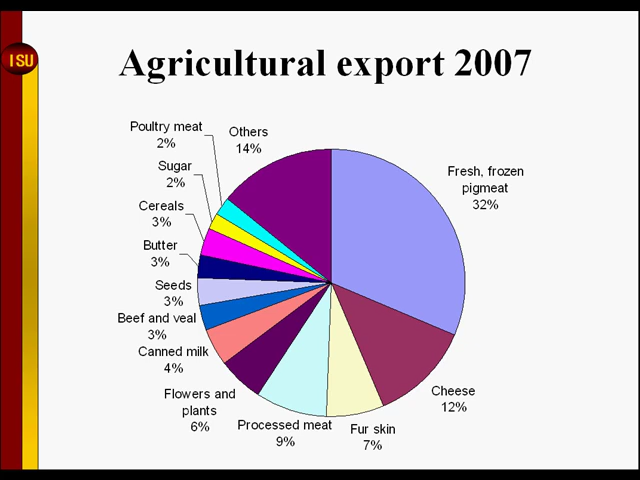 ISU
Agricultural export 2007
Poultry meat
2%
Others
14%
Fresh, frozen
pigmeat
32%
Sugar
2%
Cereals
3%
Butter
3%
Seeds
3%
Beef and veal
3%
Canned milk
4%
Flowers and
plants
6%
Processed meat
9%
Fur skin
7%
Cheese
12%